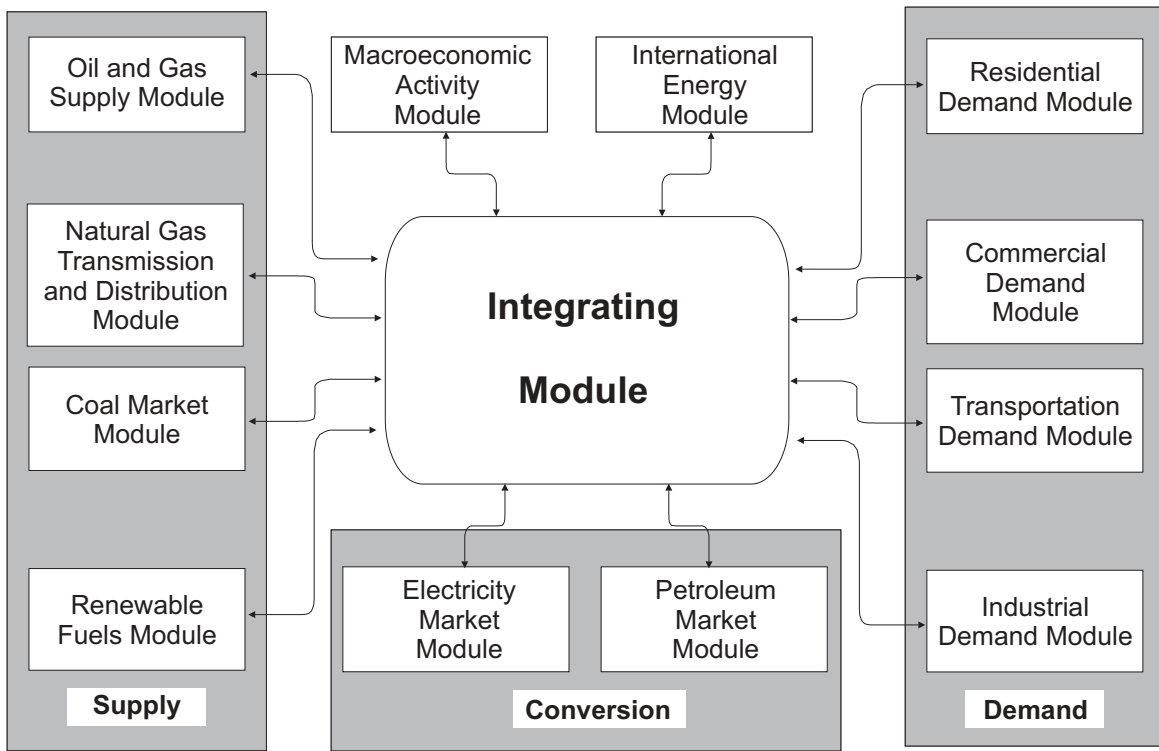 Oil and Gas
Supply Module
Natural Gas
Transmission
and Distribution
Module
Coal Market
Module
Renewable
Fuels Module
Supply
Macroeconomic
Activity
Module
International
Energy
Module
Integrating
Module
Electricity
Market
Module
Petroleum
Market
Module
Conversion
Residential
Demand Module
Commercial
Demand
Module
Transportation
Demand Module
Industrial
Demand Module
Demand